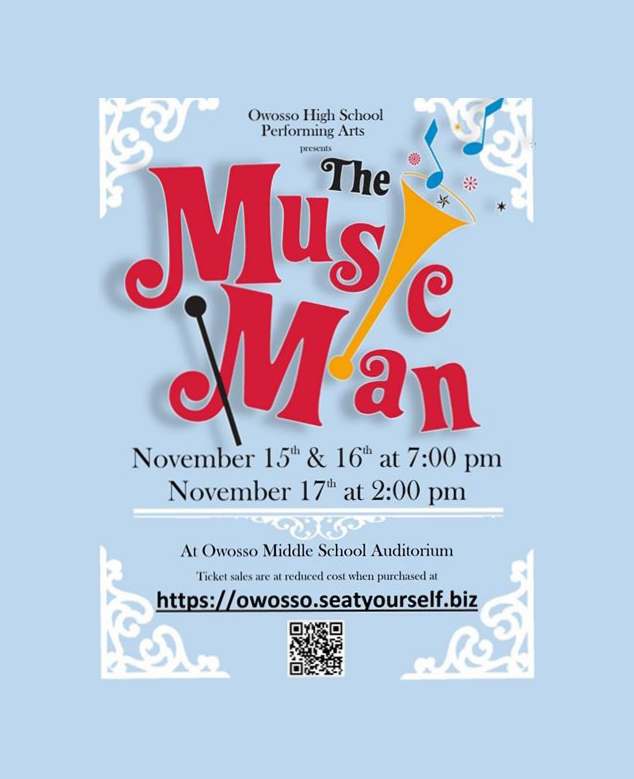 Owosso High School
Performing Arts
presents
The
Music
Man
November 15th & 16th at 7:00 pm
November 17th at 2:00 pm
At Owosso Middle School Auditorium
Ticket sales are at reduced cost when purchased at
https://owosso.seatyourself.biz